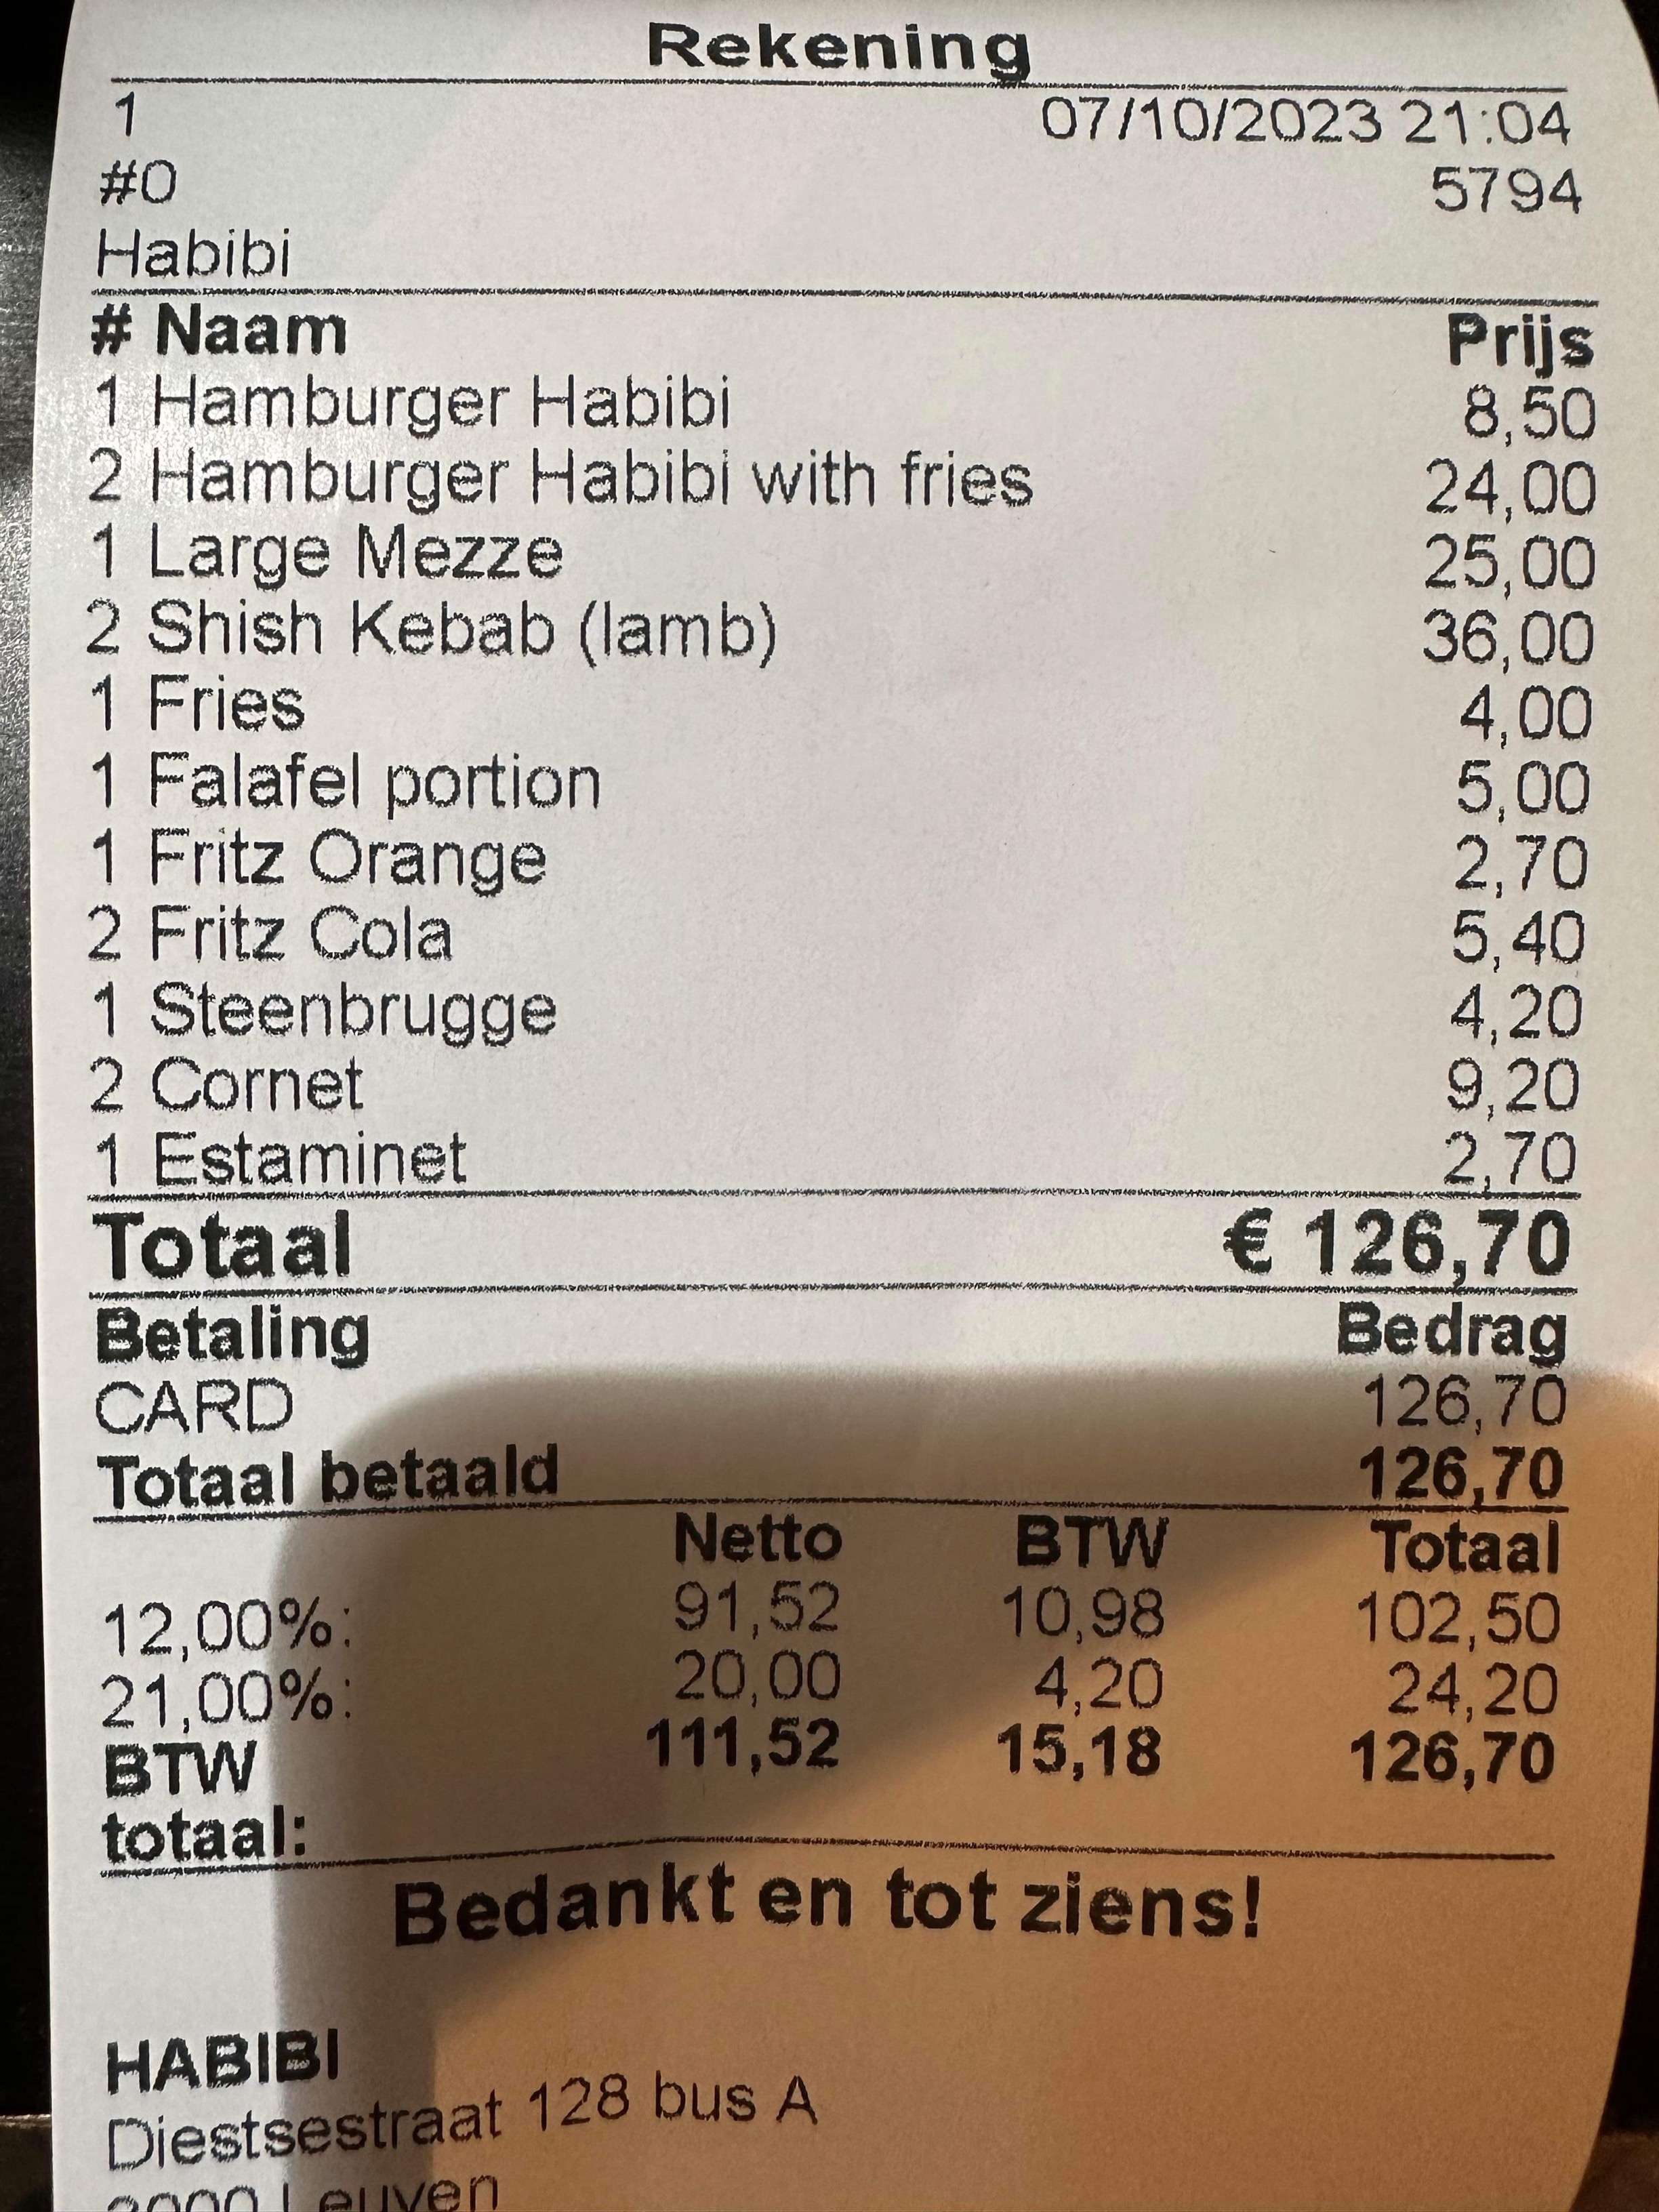 Rekening
1 07/10/2023 21:04
#0 5794
Habibi
# Naam Prijs
1 Hamburger Habibi 8,50
2 Hamburger Habibi with fries 24,00
1 Large Mezze 25,00
2 Shish Kebab (lamb) 36,00
1 Fries 4,00
1 Falafel portion 5,00
1 Fritz Orange 2,70
2 Fritz Cola 5,40
1 Steenbrugge 4,20
2 Cornet 9,20
1 Estaminet 2,70
Totaal € 126,70
Betaling Bedrag
CARD 126,70
Totaal betaald 126,70
Netto BTW Totaal
12,00%: 91,52 10,98 102,50
21,00%: 20,00 4,20 24,20
BTW 111,52 15,18 126,70
totaal:
Bedankt en tot ziens!
HABIBI
Diestsestraat 128 bus A
3000 Leuven